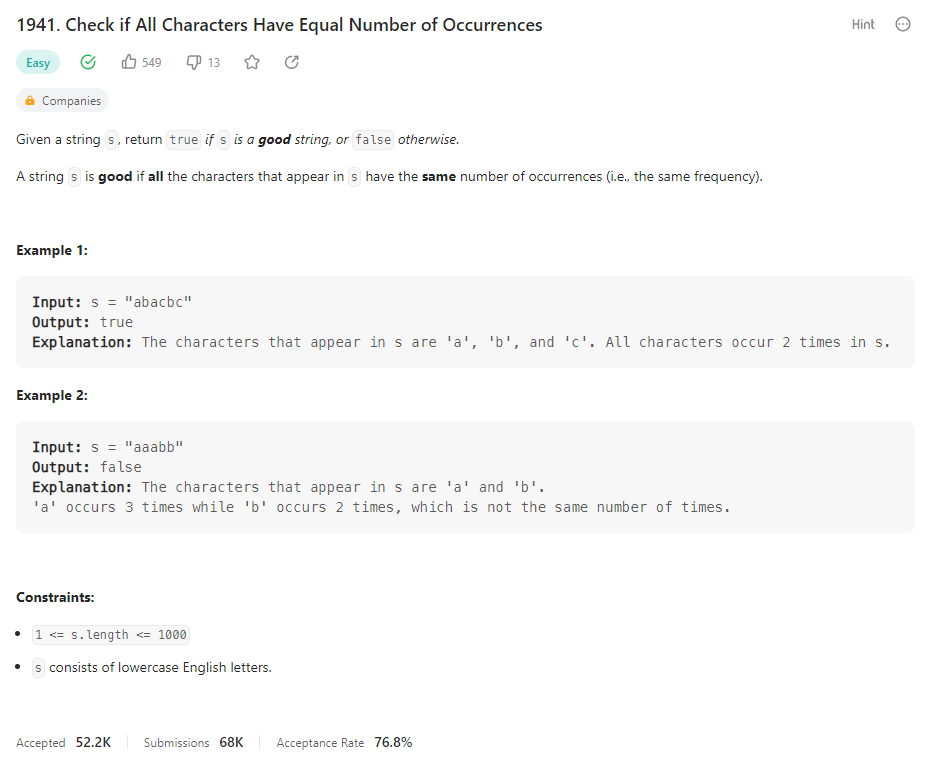 1941. Check if All Characters Have Equal Number of Occurrences Hint
Easy 549 13
Companies
Given a string s, return true if s is a good string, or false otherwise.
A string s is good if all the characters that appear in s have the same number of occurrences (i.e., the same frequency).
Example 1:
Input: s = "abacbc"
Output: true
Explanation: The characters that appear in s are 'a', 'b', and 'c'. All characters occur 2 times in s.
Example 2:
Input: s = "aaabb"
Output: false
Explanation: The characters that appear in s are 'a' and 'b'.
'a' occurs 3 times while 'b' occurs 2 times, which is not the same number of times.
Constraints:
• 1 <= s.length <= 1000
• s consists of lowercase English letters.
Accepted 52.2K Submissions 68K Acceptance Rate 76.8%